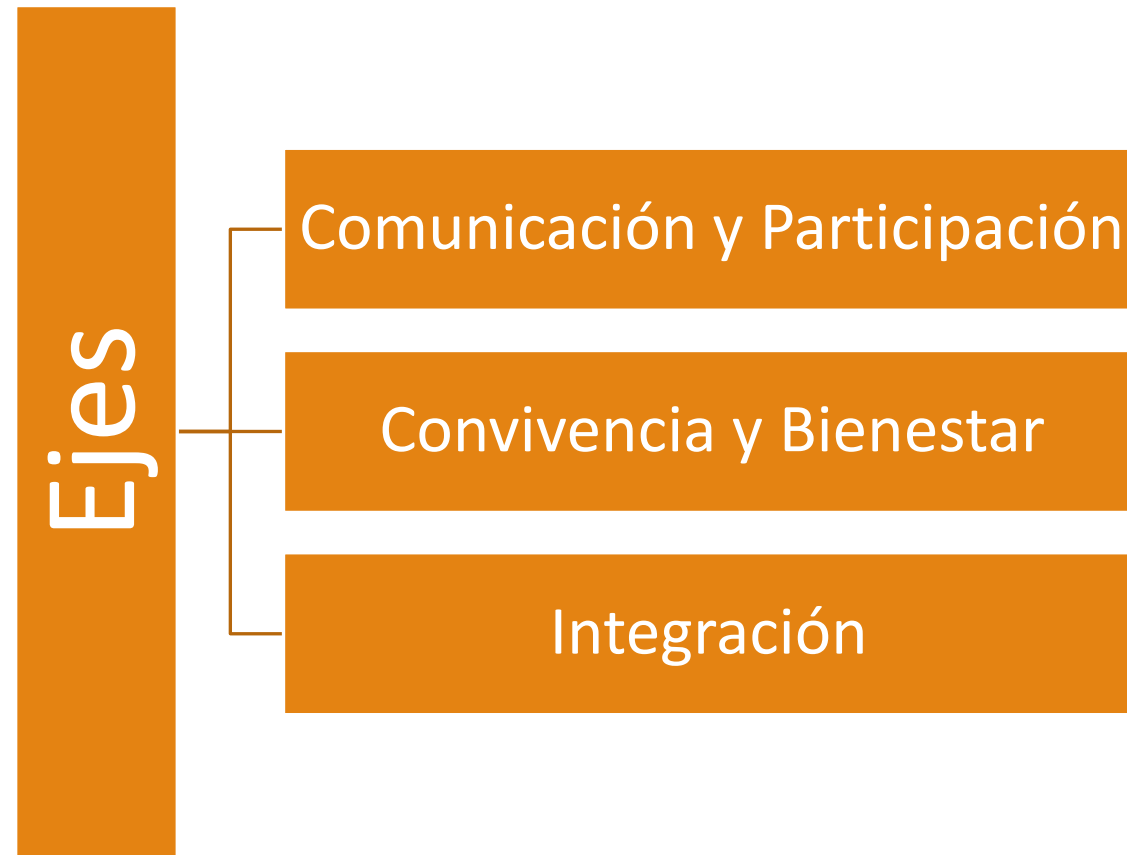 Ejes
Comunicación y Participación
Convivencia y Bienestar
Integración